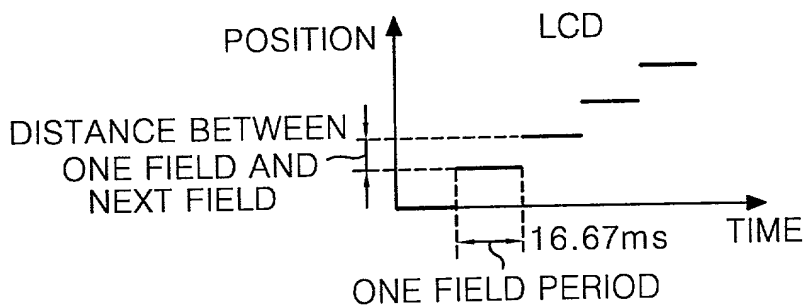 POSITION
LCD
DISTANCE BETWEEN
ONE FIELD AND
NEXT FIELD
TIME
16.67ms
ONE FIELD PERIOD